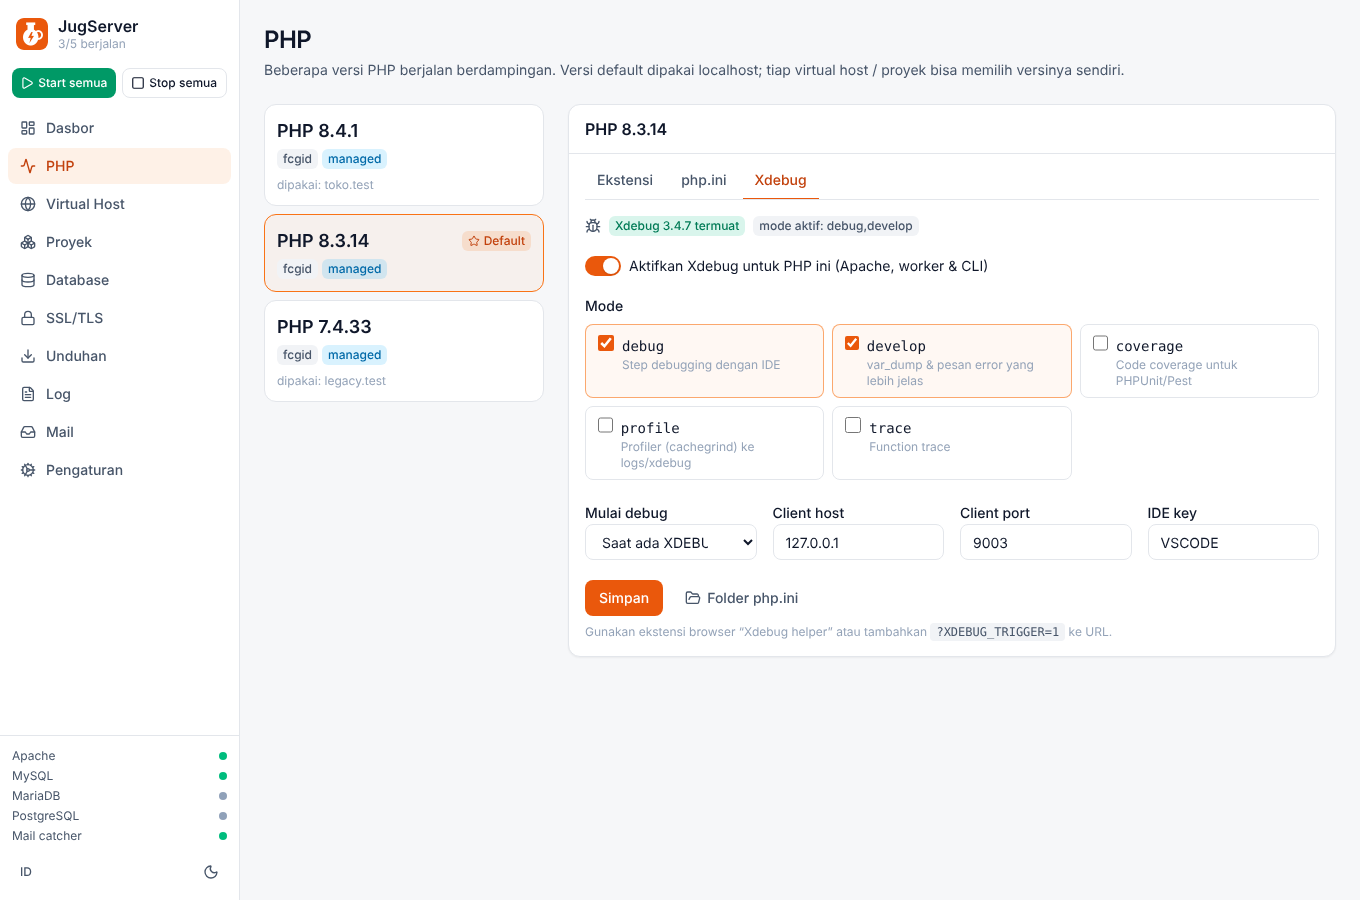 JugServer
3/5 berjalan
Start semua
Stop semua
Dasbor
PHP
Virtual Host
Proyek
Database
SSL/TLS
Unduhan
Log
Mail
Pengaturan
Apache
MySQL
MariaDB
PostgreSQL
Mail catcher
ID
PHP
Beberapa versi PHP berjalan berdampingan. Versi default dipakai localhost; tiap virtual host / proyek bisa memilih versinya sendiri.
PHP 8.4.1
fcgid managed
dipakai: toko.test
PHP 8.3.14 Default
fcgid managed
PHP 7.4.33
fcgid managed
dipakai: legacy.test
PHP 8.3.14
Ekstensi php.ini Xdebug
Xdebug 3.4.7 termuat mode aktif: debug,develop
Aktifkan Xdebug untuk PHP ini (Apache, worker & CLI)
Mode
debug
Step debugging dengan IDE
develop
var_dump & pesan error yang
lebih jelas
coverage
Code coverage untuk
PHPUnit/Pest
profile
Profiler (cachegrind) ke
logs/xdebug
trace
Function trace
Mulai debug
Saat ada XDEBU
Client host
127.0.0.1
Client port
9003
IDE key
VSCODE
Simpan
Folder php.ini
Gunakan ekstensi browser “Xdebug helper” atau tambahkan ?XDEBUG_TRIGGER=1 ke URL.